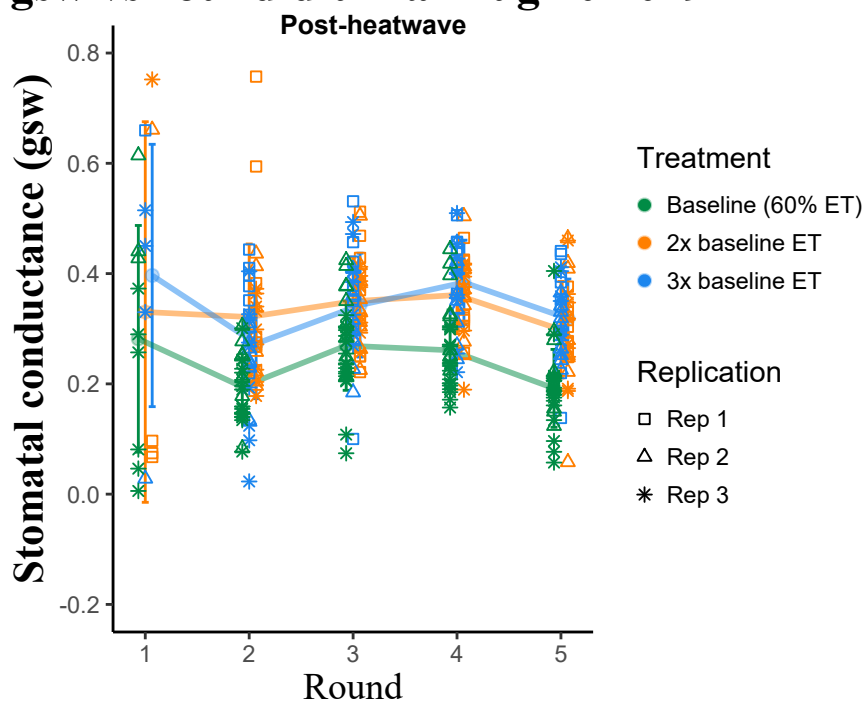 Post-heatwave
Stomatal conductance (gsw)
0.8
0.6
0.4
0.2
0.0
-0.2
1 2 3 4 5
Round
Treatment
Baseline (60% ET)
2x baseline ET
3x baseline ET
Replication
Rep 1
Rep 2
Rep 3